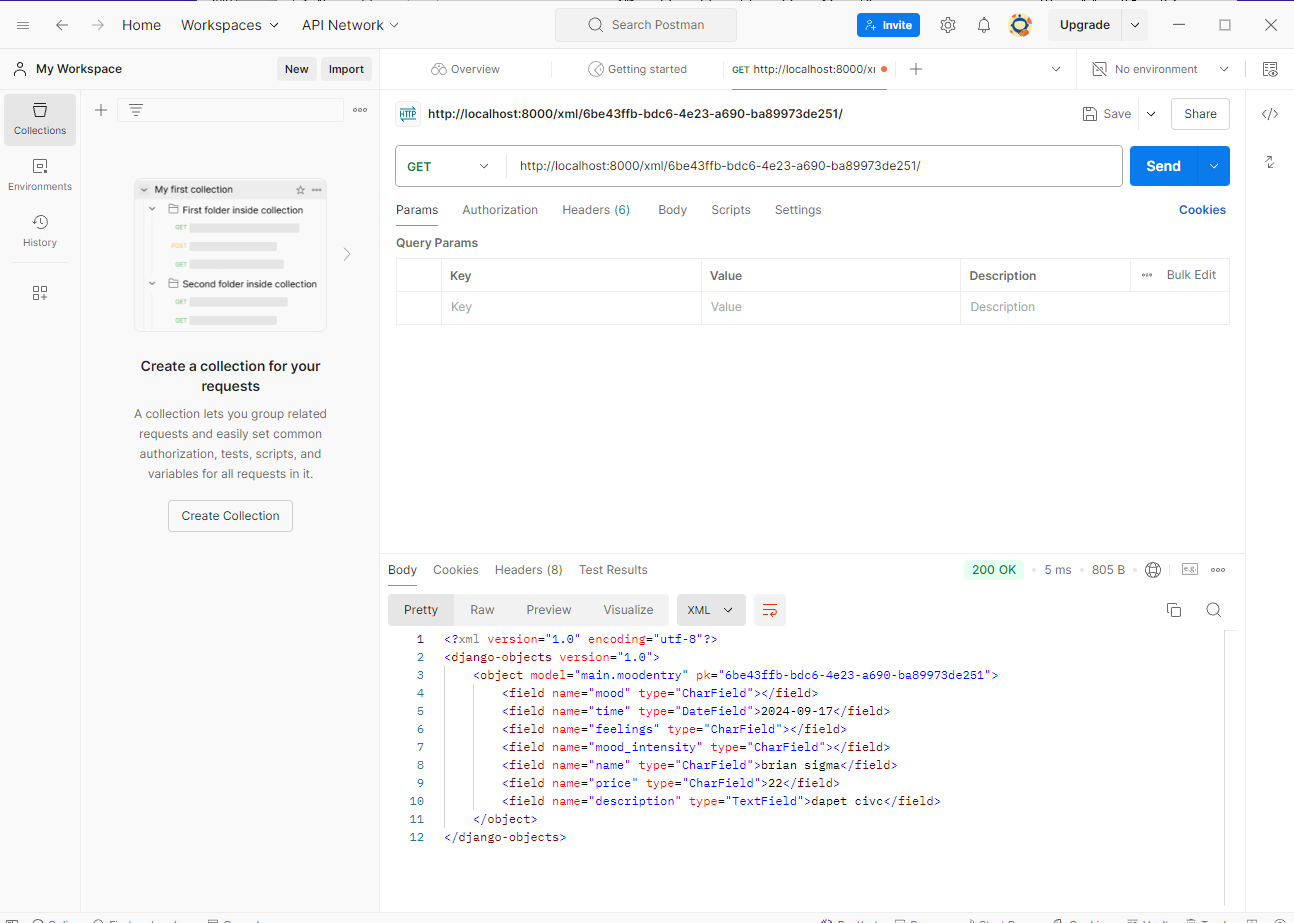 Home
Workspaces
API Network
Search Postman
Invite
Upgrade
My Workspace
New
Import
Overview
Getting started
GET http://localhost:8000/x
No environment
Collections
Environments
History
HTTP
http://localhost:8000/xml/6be43ffb-bdc6-4e23-a690-ba89973de251/
Save
Share
GET
http://localhost:8000/xml/6be43ffb-bdc6-4e23-a690-ba89973de251/
Send
Params
Authorization
Headers (6)
Body
Scripts
Settings
Cookies
Query Params
Key
Value
Description
Bulk Edit
Key
Value
Description
My first collection
First folder inside collection
GET
POST
GET
Second folder inside collection
GET
GET
Create a collection for your
requests
A collection lets you group related
requests and easily set common
authorization, tests, scripts, and
variables for all requests in it.
Create Collection
Body
Cookies
Headers (8)
Test Results
200 OK
5 ms
805 B
e.g.
Pretty
Raw
Preview
Visualize
XML
1 <?xml version="1.0" encoding="utf-8"?>
2 <django-objects version="1.0">
3 <object model="main.moodentry" pk="6be43ffb-bdc6-4e23-a690-ba89973de251">
4 <field name="mood" type="CharField"></field>
5 <field name="time" type="DateField">2024-09-17</field>
6 <field name="feelings" type="CharField"></field>
7 <field name="mood_intensity" type="CharField"></field>
8 <field name="name" type="CharField">brian sigma</field>
9 <field name="price" type="CharField">22</field>
10 <field name="description" type="TextField">dapet civc</field>
11 </object>
12 </django-objects>